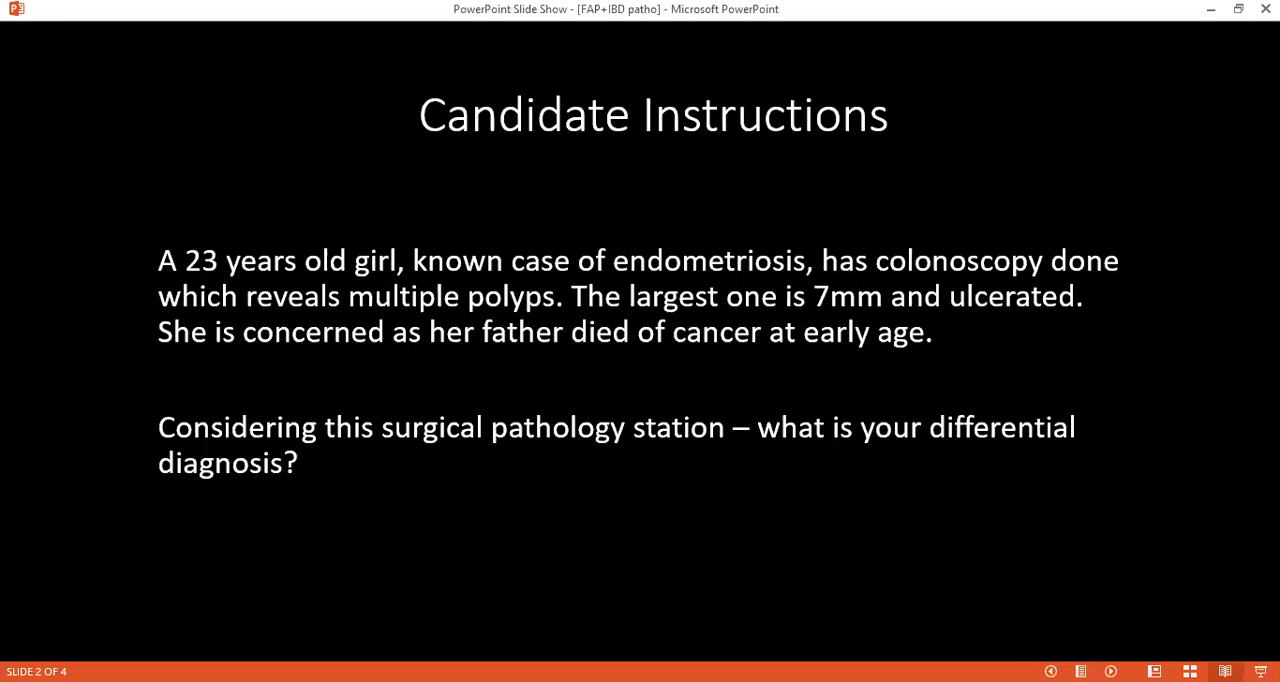 PowerPoint Slide Show - [FAP+IBD patho] - Microsoft PowerPoint
Candidate Instructions
A 23 years old girl, known case of endometriosis, has colonoscopy done
which reveals multiple polyps. The largest one is 7mm and ulcerated.
She is concerned as her father died of cancer at early age.
Considering this surgical pathology station – what is your differential
diagnosis?
SLIDE 2 OF 4